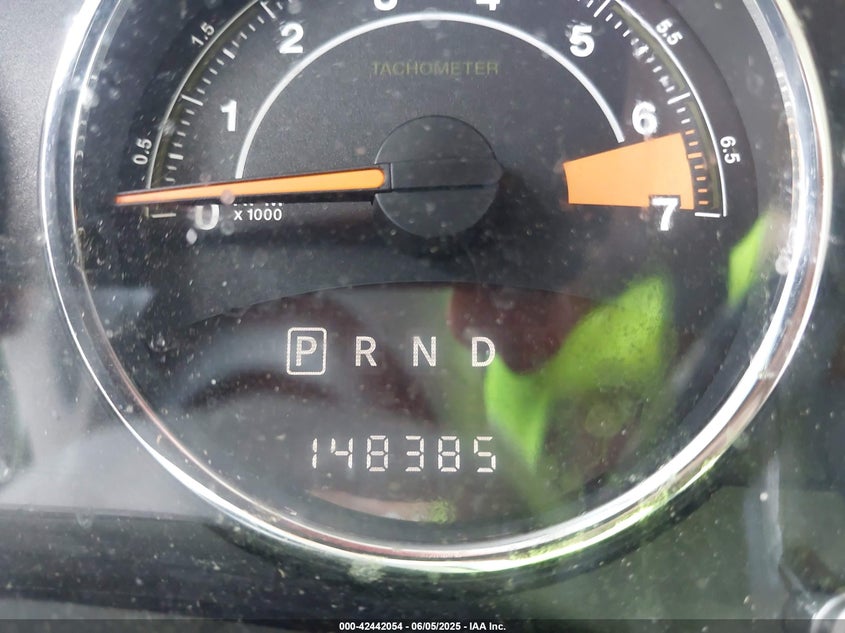 1.5 2 3 4 5 5.5
TACHOMETER
0.5 1 6 6.5
0 x 1000 7
P R N D
148385
000-42442054 - 06/05/2025 - IAA Inc.